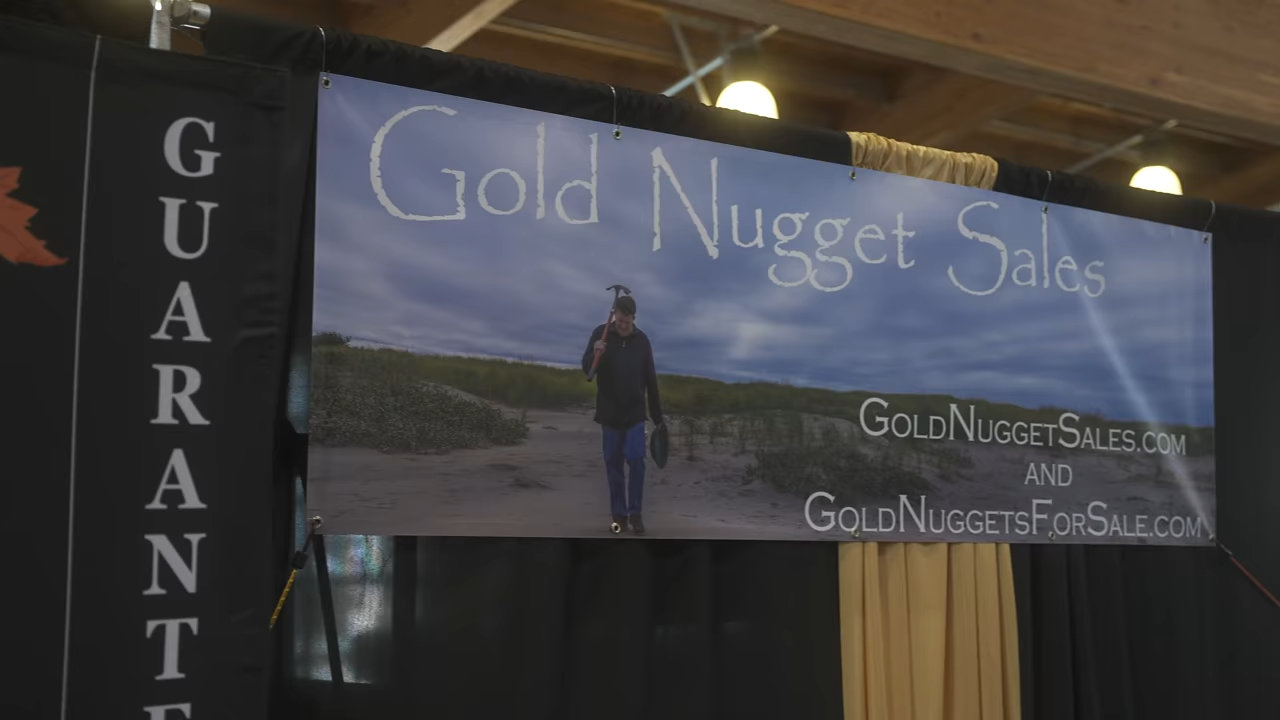 GUARANTE
Gold Nugget Sales
GOLDNUGGETSALES.COM
AND
GOLDNUGGETSFORSALE.COM